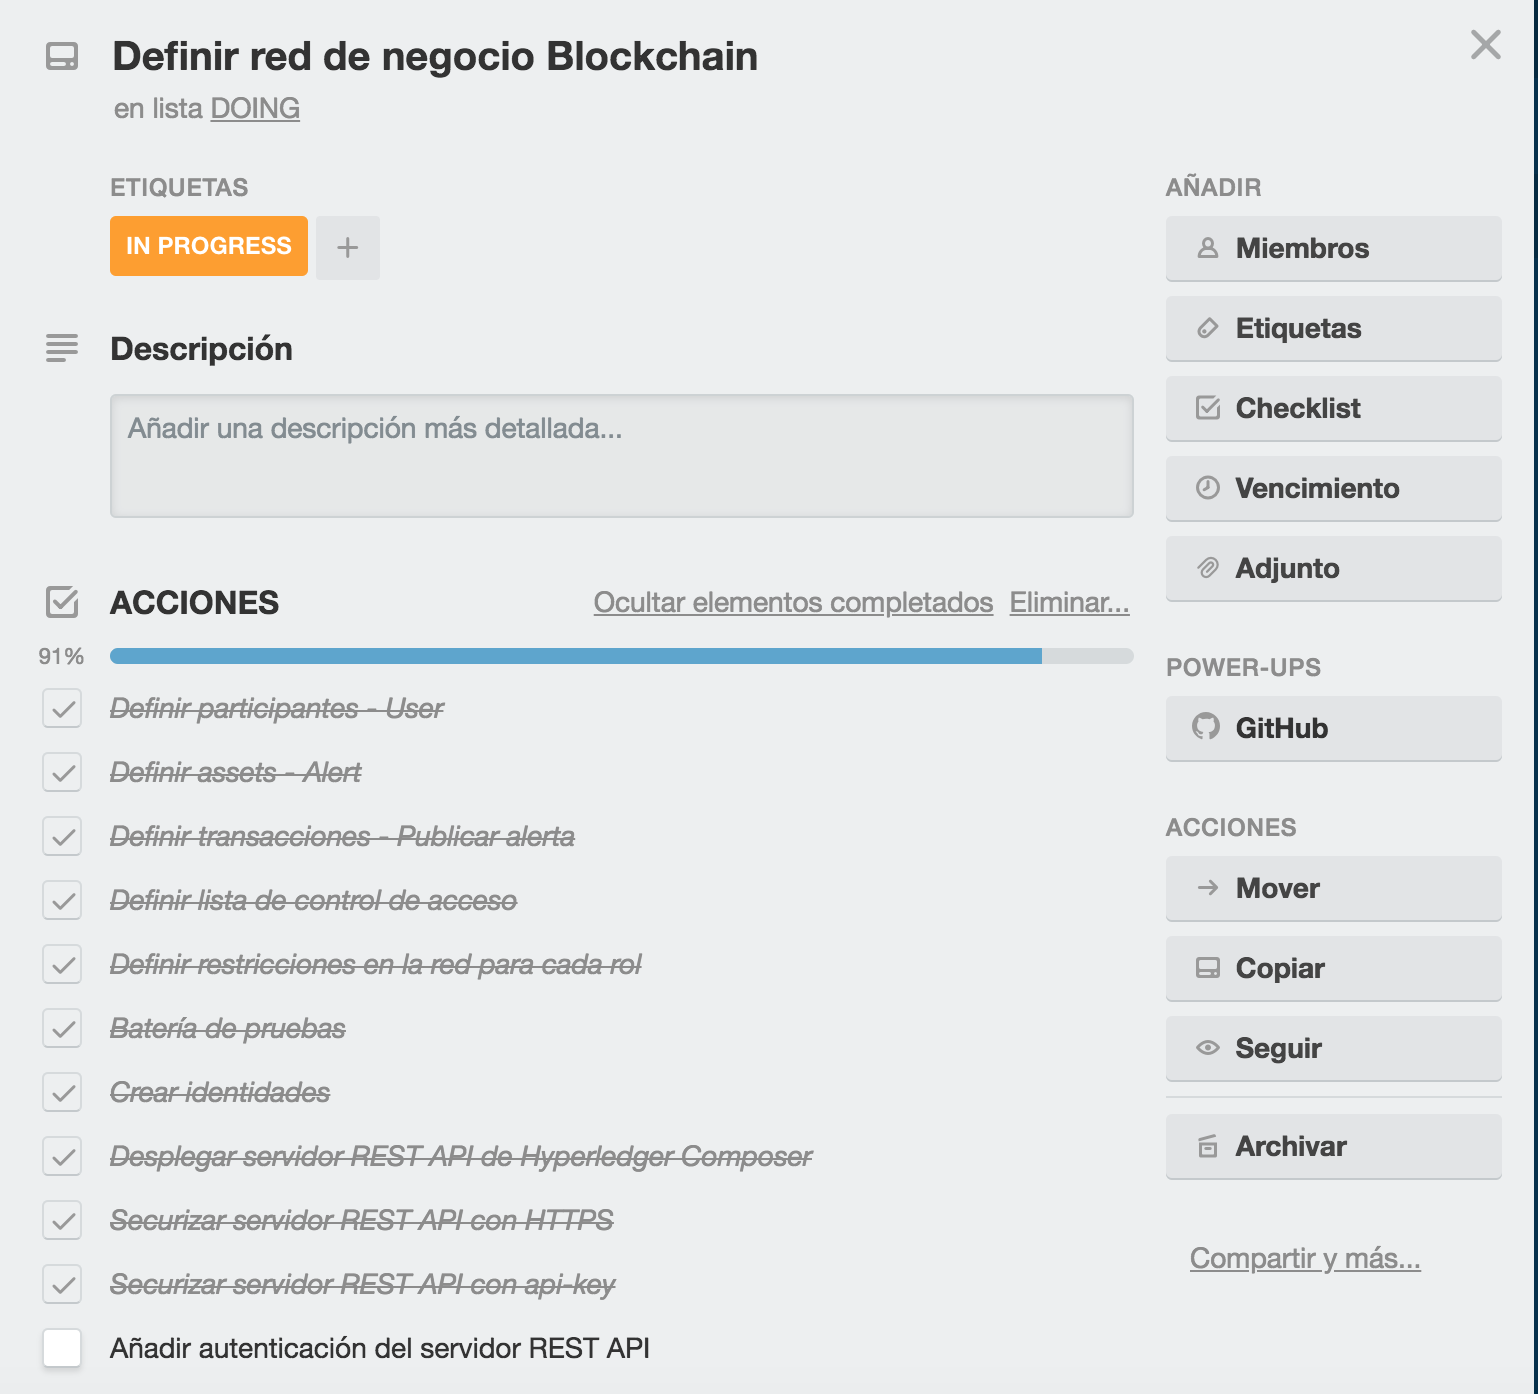 Definir red de negocio Blockchain
en lista DOING
ETIQUETAS
IN PROGRESS +
Descripción
Añadir una descripción más detallada...
ACCIONES Ocultar elementos completados Eliminar...
91%
Definir participantes - User
Definir assets - Alert
Definir transacciones - Publicar alerta
Definir lista de control de acceso
Definir restricciones en la red para cada rol
Batería de pruebas
Crear identidades
Desplegar servidor REST API de Hyperledger Composer
Securizar servidor REST API con HTTPS
Securizar servidor REST API con api-key
Añadir autenticación del servidor REST API
AÑADIR
Miembros
Etiquetas
Checklist
Vencimiento
Adjunto
POWER-UPS
GitHub
ACCIONES
Mover
Copiar
Seguir
Archivar
Compartir y más...